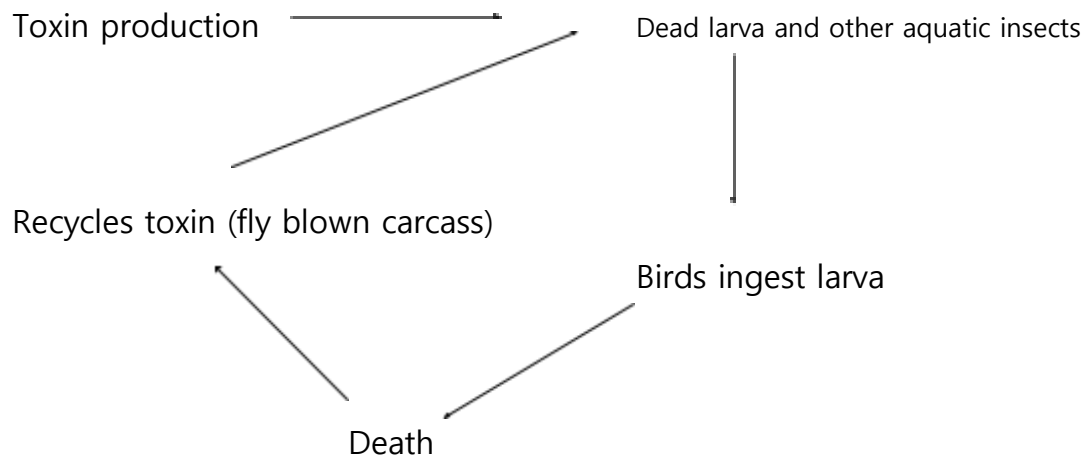 Toxin production
Dead larva and other aquatic insects
Recycles toxin (fly blown carcass)
Birds ingest larva
Death